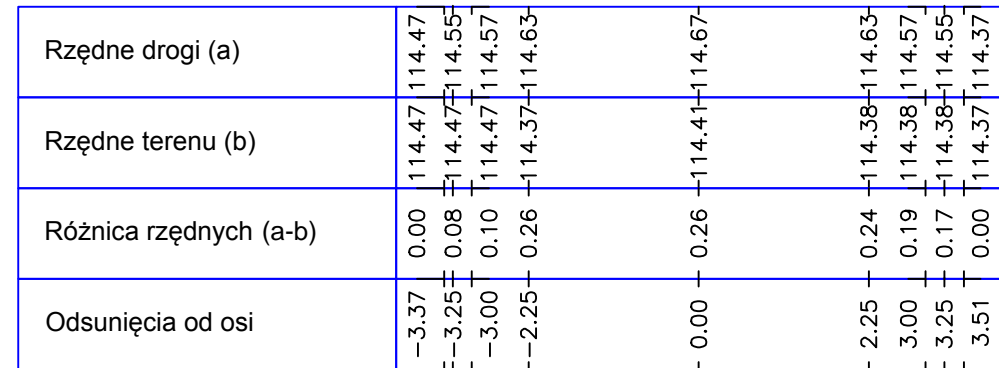 Rzędne drogi (a) 114.47 114.55 114.57 114.63 114.67 114.63 114.57 114.55 114.37
Rzędne terenu (b) 114.47 114.47 114.47 114.37 114.41 114.38 114.38 114.38 114.37
Różnica rzędnych (a-b) 0.00 0.08 0.10 0.26 0.26 0.24 0.19 0.17 0.00
Odsunięcia od osi -3.37 -3.25 -3.00 -2.25 0.00 2.25 3.00 3.25 3.51